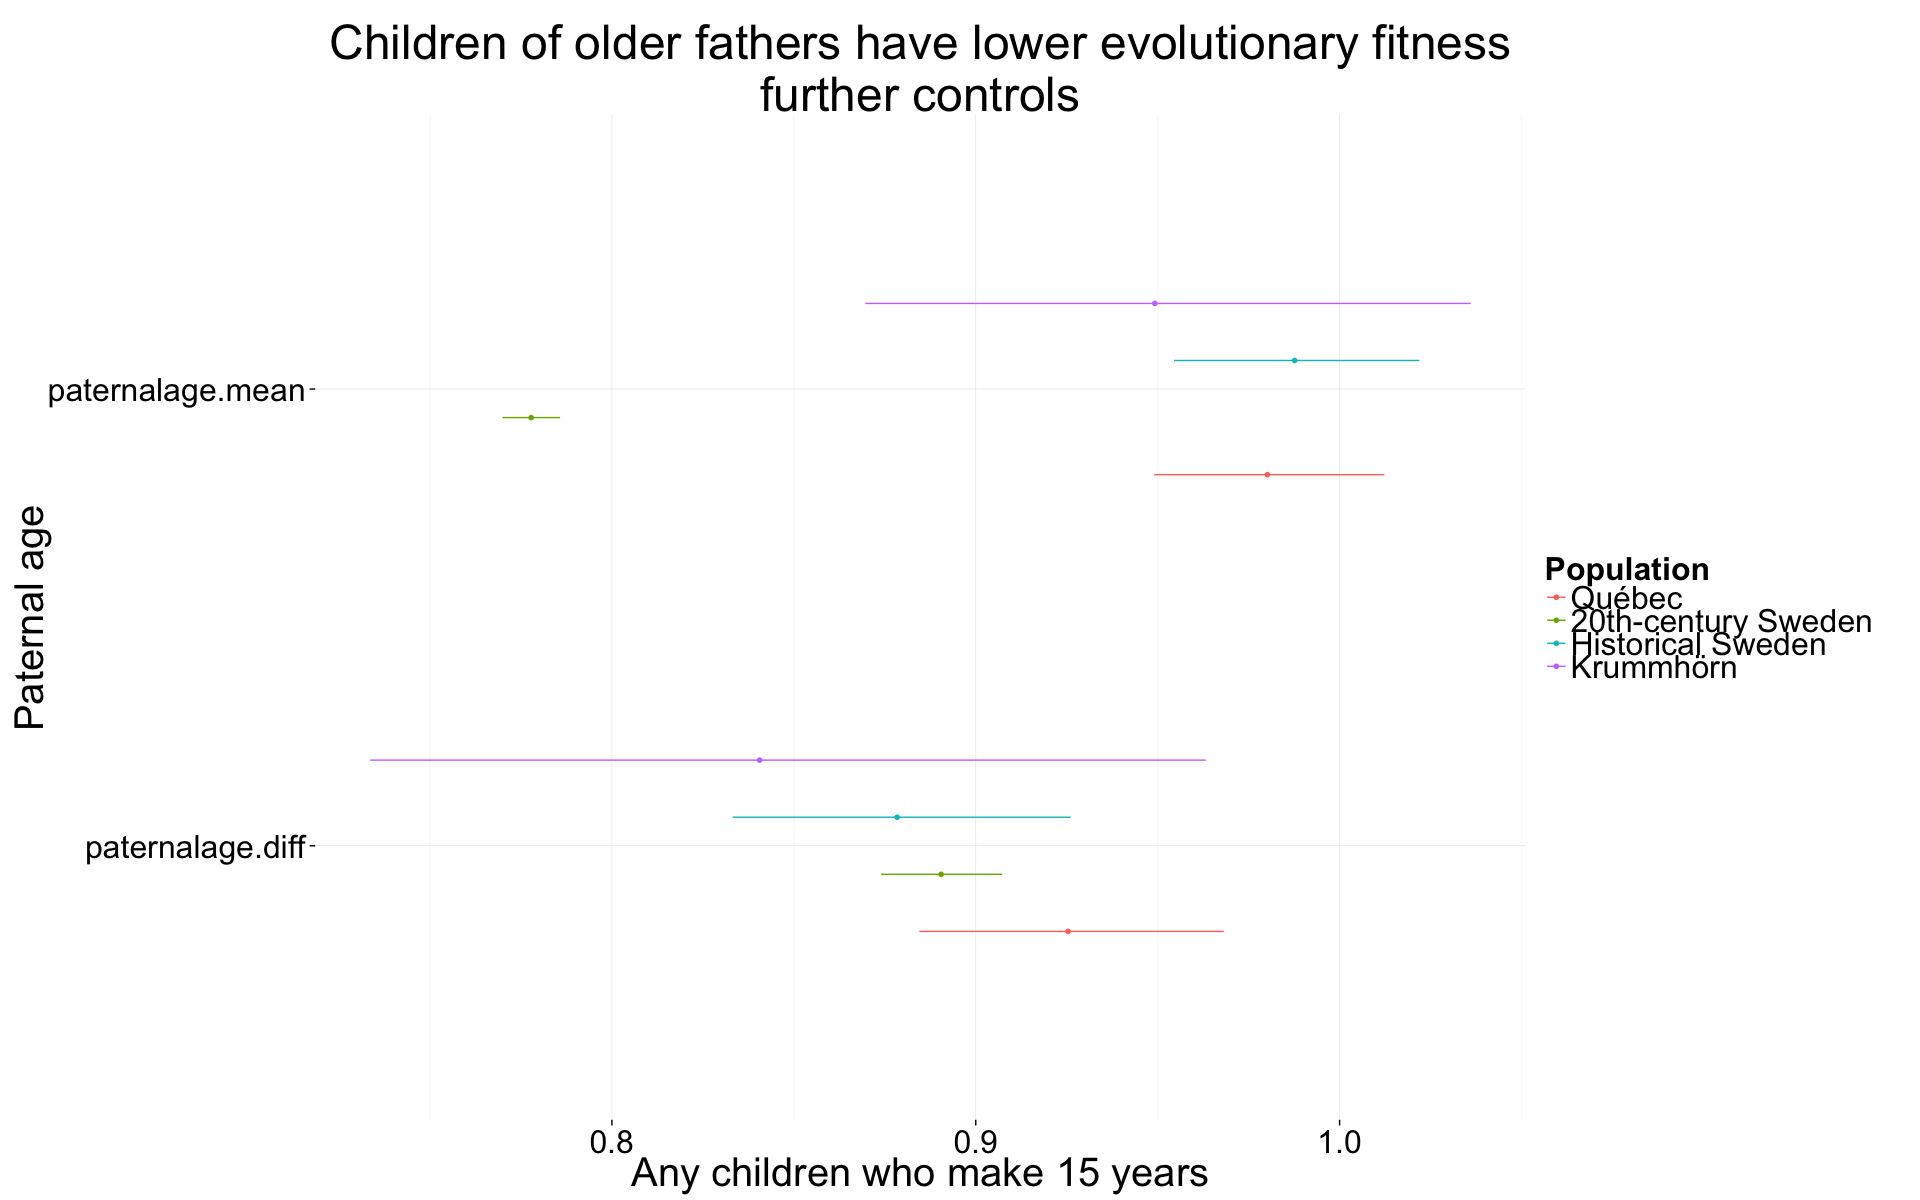 Children of older fathers have lower evolutionary fitness
further controls
paternalage.mean
paternalage.diff
Paternal age
Population
Québec
20th-century Sweden
Historical Sweden
Krummhörn
0.8
0.9
1.0
Any children who make 15 years